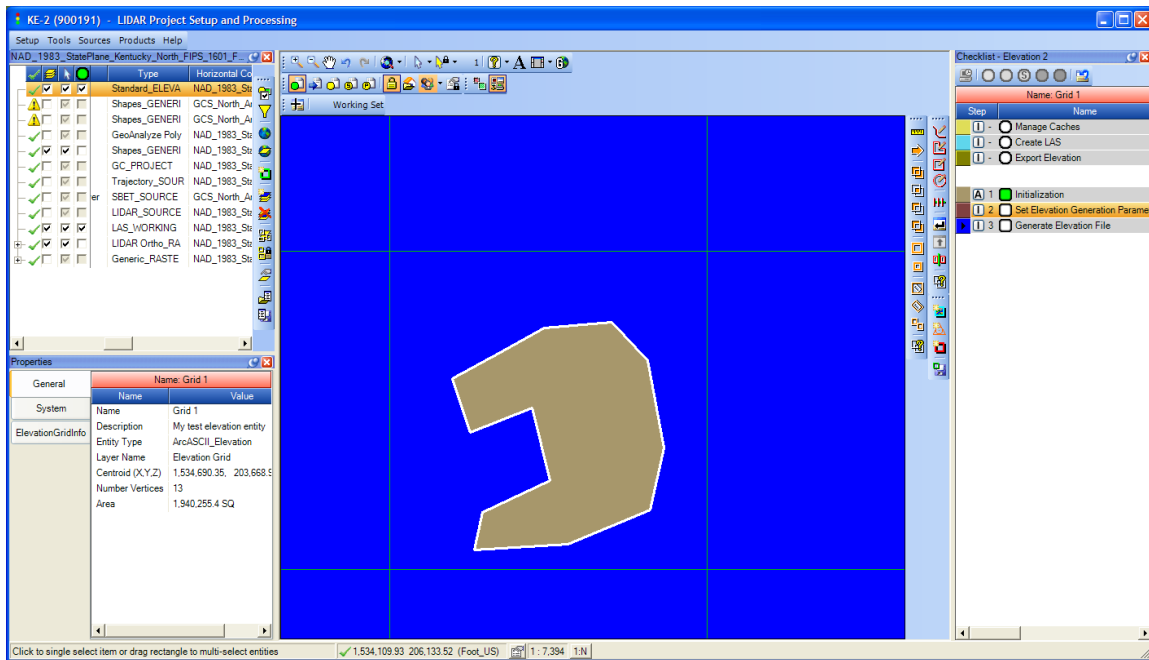 KE-2 (900191) - LIDAR Project Setup and Processing
Setup Tools Sources Products Help
NAD_1983_StatePlane_Kentucky_North_FIPS_1601_F...
Type Horizontal Co
Standard_ELEVA NAD_1983_Sta
Shapes_GENERI GCS_North_Ar
Shapes_GENERI GCS_North_Ar
GeoAnalyze Poly NAD_1983_Sta
Shapes_GENERI NAD_1983_Sta
GC_PROJECT NAD_1983_Sta
Trajectory_SOUR NAD_1983_Sta
er SBET_SOURCE GCS_North_Ar
LIDAR_SOURCE NAD_1983_Sta
LAS_WORKING NAD_1983_Sta
LIDAR Ortho_RA NAD_1983_Sta
Generic_RASTE NAD_1983_Sta
1 A
Working Set
Properties
General
System
ElevationGridInfo
Name: Grid 1
Name Value
Name Grid 1
Description My test elevation entity
Entity Type ArcASCII_Elevation
Layer Name Elevation Grid
Centroid (X,Y,Z) 1,534,690.35, 203,668.9
Number Vertices 13
Area 1,940,255.4 SQ
Checklist - Elevation 2
Name: Grid 1
Step Name
I - Manage Caches
I - Create LAS
I - Export Elevation
A 1 Initialization
I 2 Set Elevation Generation Parame
I 3 Generate Elevation File
Click to single select item or drag rectangle to multi-select entities
1,534,109.93 206,133.52 (Foot_US) 1 : 7,394 1:N